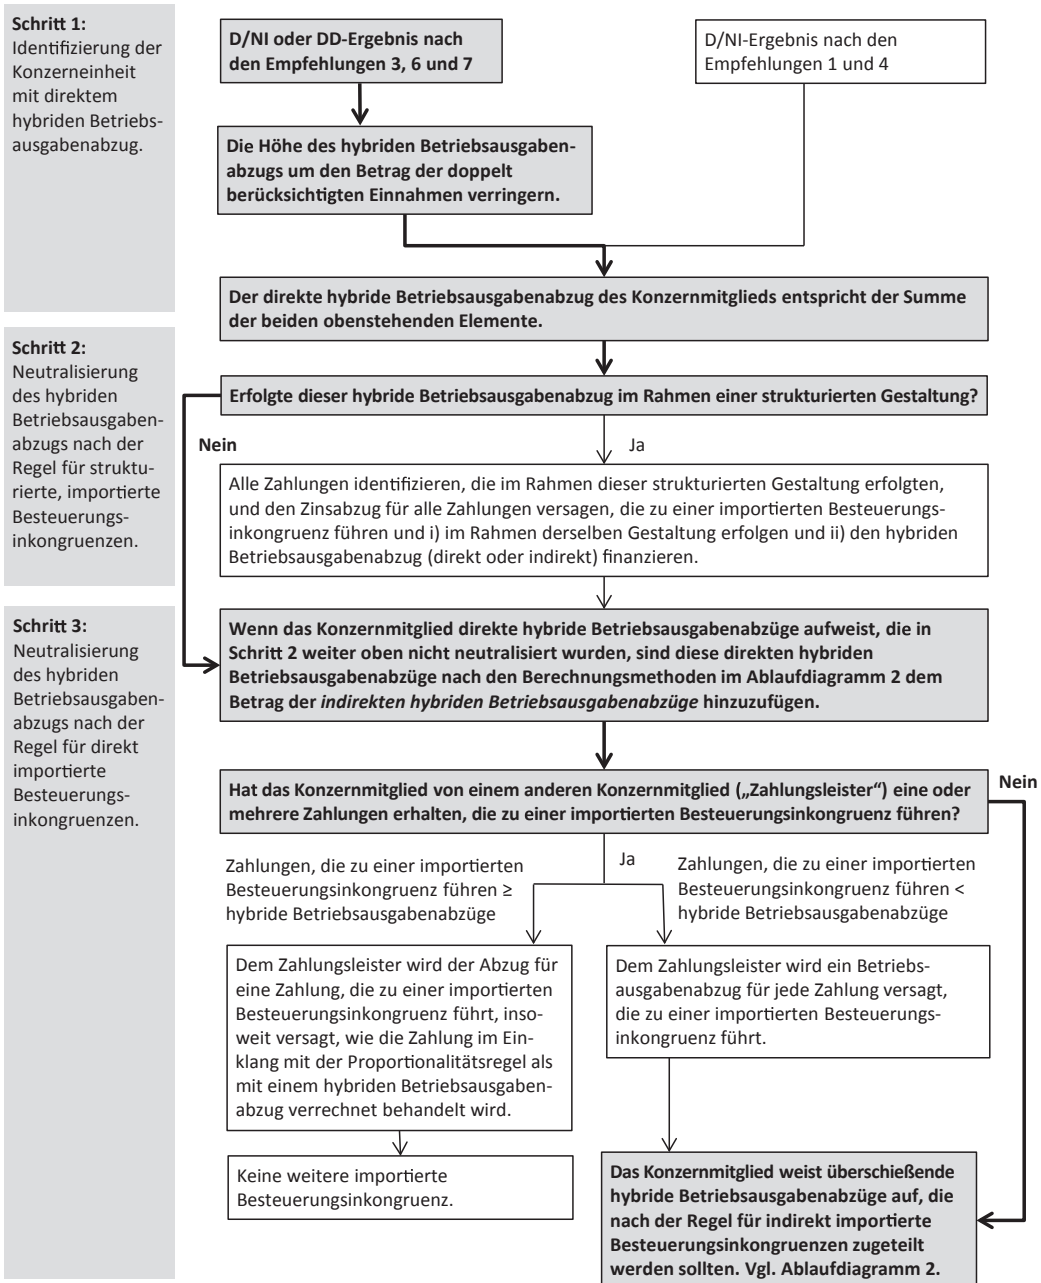 Schritt 1:
Identifizierung der
Konzerneinheit
mit direktem
hybriden Betriebs-
ausgabenabzug.
D/NI oder DD-Ergebnis nach
den Empfehlungen 3, 6 und 7
D/NI-Ergebnis nach den
Empfehlungen 1 und 4
Die Höhe des hybriden Betriebsausgaben-
abzugs um den Betrag der doppelt
berücksichtigten Einnahmen verringern.
Der direkte hybride Betriebsausgabenabzug des Konzernmitglieds entspricht der Summe
der beiden obenstehenden Elemente.
Schritt 2:
Neutralisierung
des hybriden
Betriebsausgaben-
abzugs nach der
Regel für struktu-
rierte, importierte
Besteuerungs-
inkongruenzen.
Erfolgte dieser hybride Betriebsausgabenabzug im Rahmen einer strukturierten Gestaltung?
Nein
Ja
Alle Zahlungen identifizieren, die im Rahmen dieser strukturierten Gestaltung erfolgten,
und den Zinsabzug für alle Zahlungen versagen, die zu einer importierten Besteuerungs-
inkongruenz führen und i) im Rahmen derselben Gestaltung erfolgen und ii) den hybriden
Betriebsausgabenabzug (direkt oder indirekt) finanzieren.
Schritt 3:
Neutralisierung
des hybriden
Betriebsausgaben-
abzugs nach der
Regel für direkt
importierte
Besteuerungs-
inkongruenzen.
Wenn das Konzernmitglied direkte hybride Betriebsausgabenabzüge aufweist, die in
Schritt 2 weiter oben nicht neutralisiert wurden, sind diese direkten hybriden
Betriebsausgabenabzüge nach den Berechnungsmethoden im Ablaufdiagramm 2 dem
Betrag der indirekten hybriden Betriebsausgabenabzüge hinzuzufügen.
Hat das Konzernmitglied von einem anderen Konzernmitglied („Zahlungsleister“) eine oder
mehrere Zahlungen erhalten, die zu einer importierten Besteuerungsinkongruenz führen?
Nein
Ja
Zahlungen, die zu einer importierten
Besteuerungsinkongruenz führen ≥
hybride Betriebsausgabenabzüge
Zahlungen, die zu einer importierten
Besteuerungsinkongruenz führen <
hybride Betriebsausgabenabzüge
Dem Zahlungsleister wird der Abzug für
eine Zahlung, die zu einer importierten
Besteuerungsinkongruenz führt, inso-
weit versagt, wie die Zahlung im Ein-
klang mit der Proportionalitätsregel als
mit einem hybriden Betriebsausgaben-
abzug verrechnet behandelt wird.
Dem Zahlungsleister wird ein Betriebs-
ausgabenabzug für jede Zahlung versagt,
die zu einer importierten Besteuerungs-
inkongruenz führt.
Keine weitere importierte
Besteuerungsinkongruenz.
Das Konzernmitglied weist überschießende
hybride Betriebsausgabenabzüge auf, die
nach der Regel für indirekt importierte
Besteuerungsinkongruenzen zugeteilt
werden sollten. Vgl. Ablaufdiagramm 2.